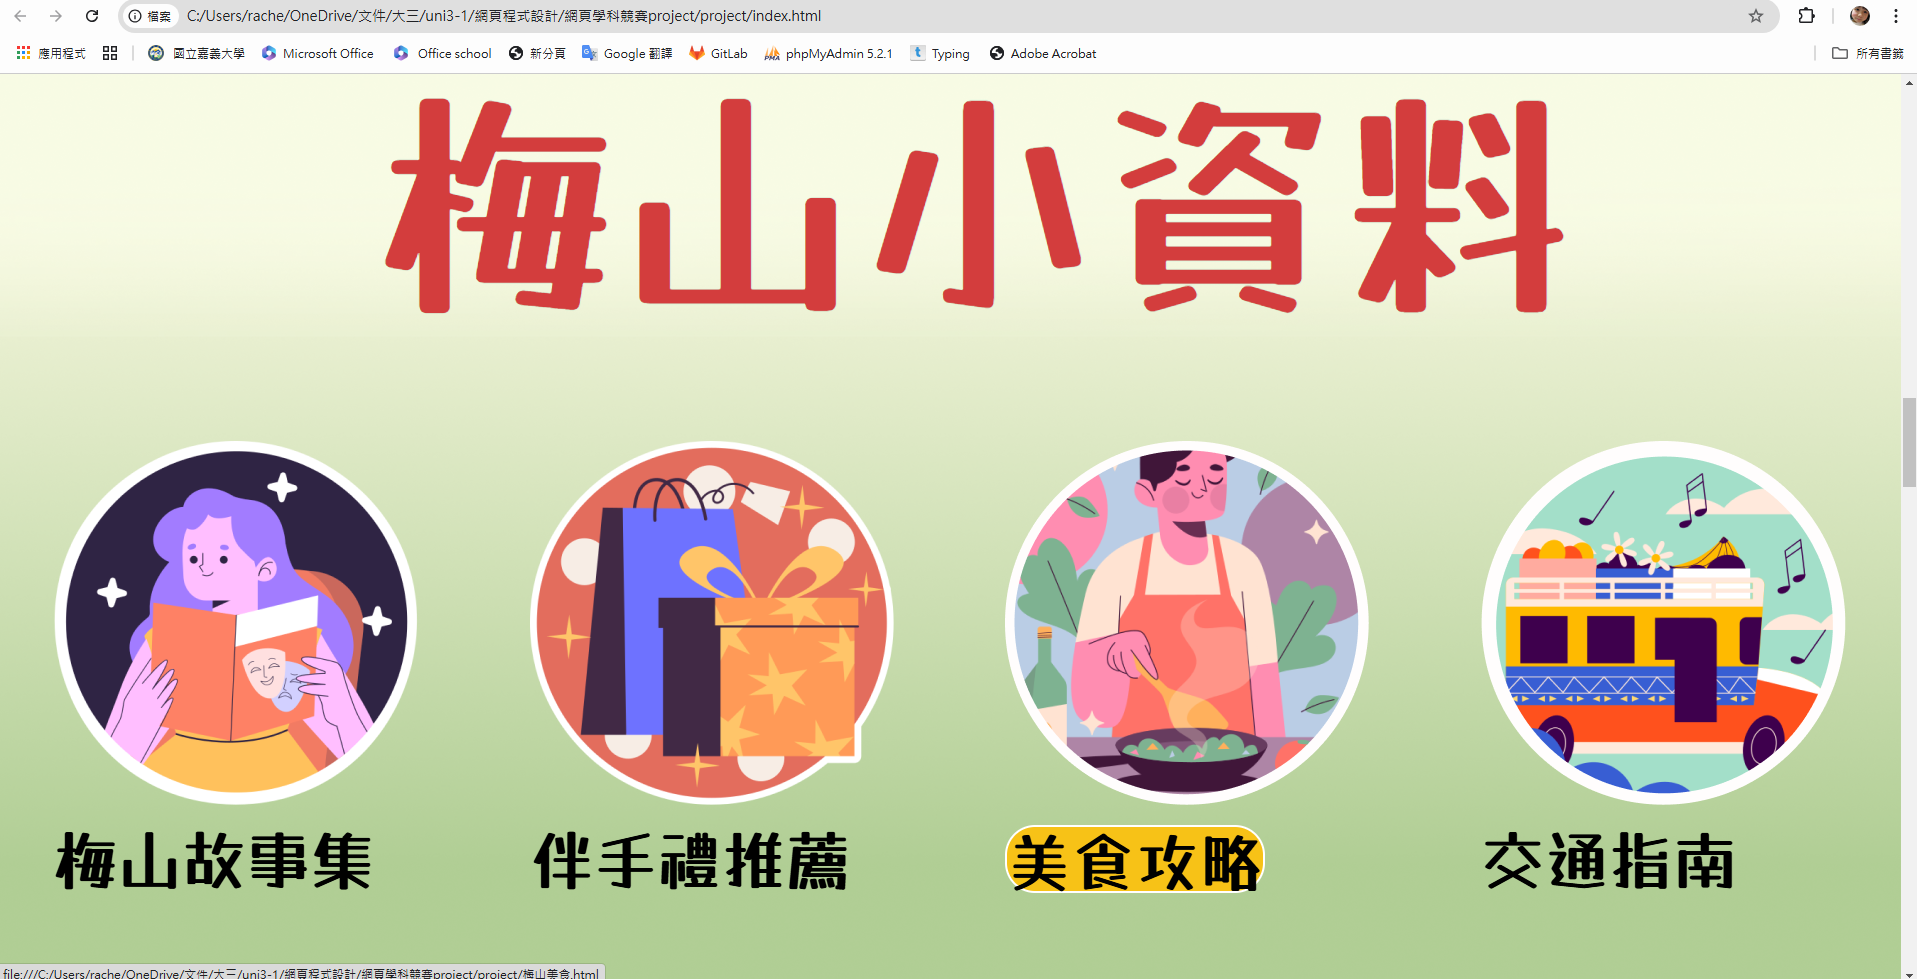 檔案 C:/Users/rache/OneDrive/文件/大三/uni3-1/網頁程式設計/網頁學科競賽project/project/index.html
應用程式 國立嘉義大學 Microsoft Office Office school 新分頁 Google 翻譯 GitLab phpMyAdmin 5.2.1 Typing Adobe Acrobat 所有書籤
梅山小資料
梅山故事集 伴手禮推薦 美食攻略 交通指南
file:///C:/Users/rache/OneDrive/文件/大三/uni3-1/網頁程式設計/網頁學科競賽project/project/梅山美食.html